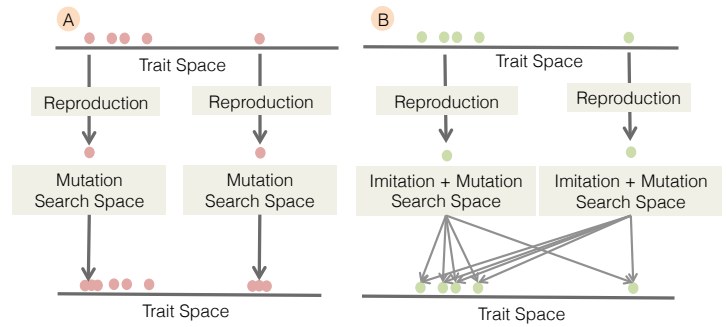 A
Trait Space
Reproduction
Reproduction
Mutation
Search Space
Mutation
Search Space
Trait Space
B
Trait Space
Reproduction
Reproduction
Imitation + Mutation
Search Space
Imitation + Mutation
Search Space
Trait Space